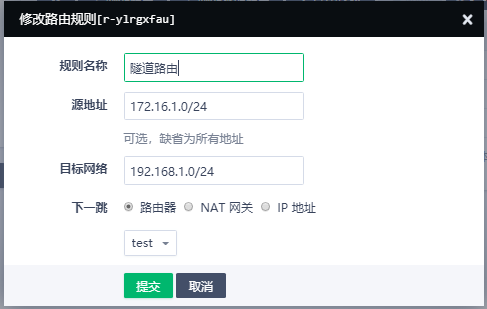 修改路由规则[r-ylrgxfau]
×
规则名称 隧道路由
源地址 172.16.1.0/24
可选，缺省为所有地址
目标网络 192.168.1.0/24
下一跳 路由器 NAT 网关 IP 地址
test
提交 取消